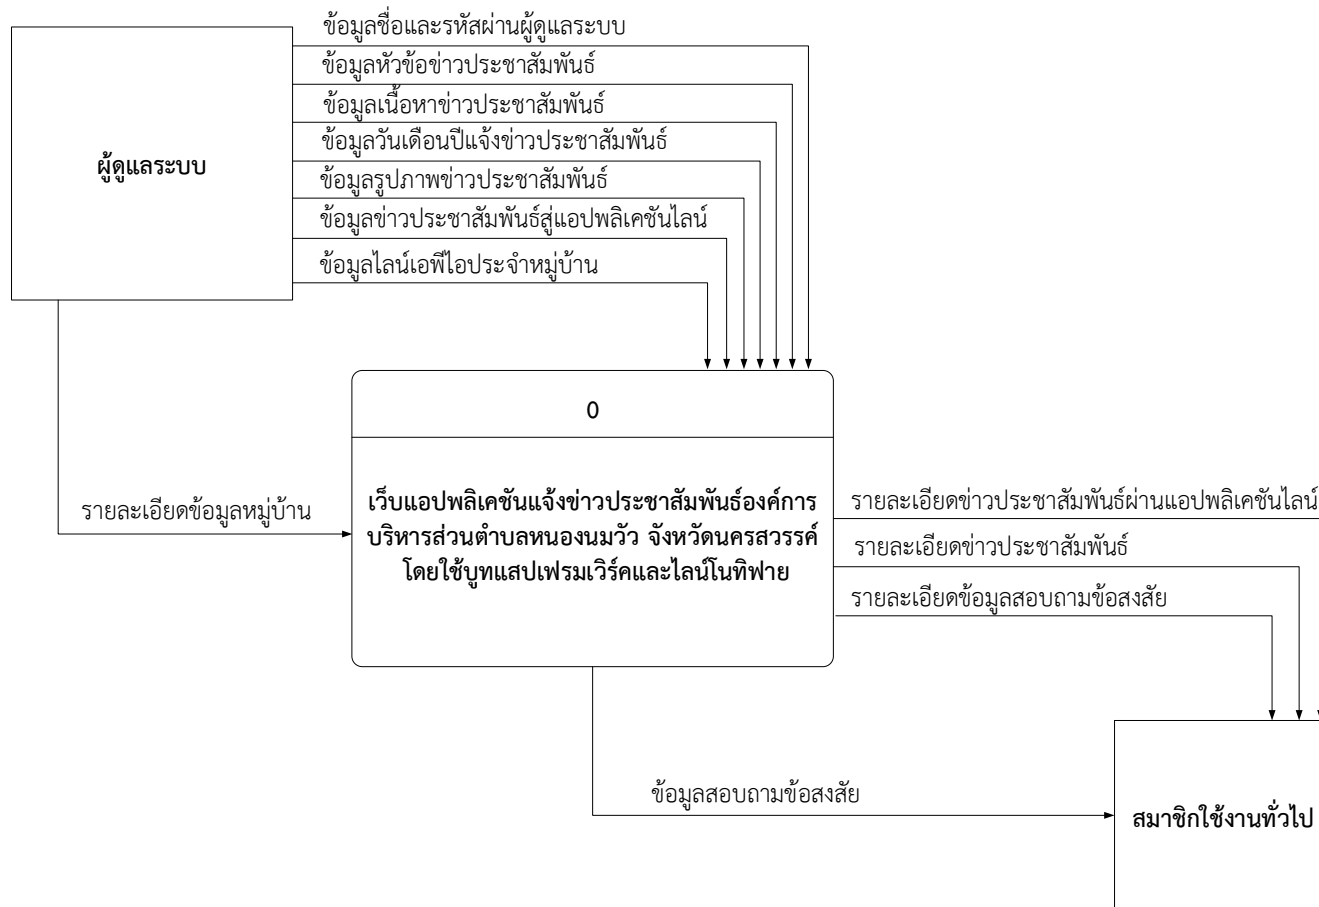 ข้อมูลชื่อและรหัสผ่านผู้ดูแลระบบ
ข้อมูลหัวข้อข่าวประชาสัมพันธ์
ข้อมูลเนื้อหาข่าวประชาสัมพันธ์
ข้อมูลวันเดือนปีแจ้งข่าวประชาสัมพันธ์
ผู้ดูแลระบบ
ข้อมูลรูปภาพข่าวประชาสัมพันธ์
ข้อมูลข่าวประชาสัมพันธ์สู่แอปพลิเคชันไลน์
ข้อมูลไลน์เอพีไอประจำหมู่บ้าน
0
รายละเอียดข้อมูลหมู่บ้าน
เว็บแอปพลิเคชันแจ้งข่าวประชาสัมพันธ์องค์การ
บริหารส่วนตำบลหนองนมวัว จังหวัดนครสวรรค์
โดยใช้บูทแสปเฟรมเวิร์คและไลน์โนทิฟาย
รายละเอียดข่าวประชาสัมพันธ์ผ่านแอปพลิเคชันไลน์
รายละเอียดข่าวประชาสัมพันธ์
รายละเอียดข้อมูลสอบถามข้อสงสัย
ข้อมูลสอบถามข้อสงสัย
สมาชิกใช้งานทั่วไป